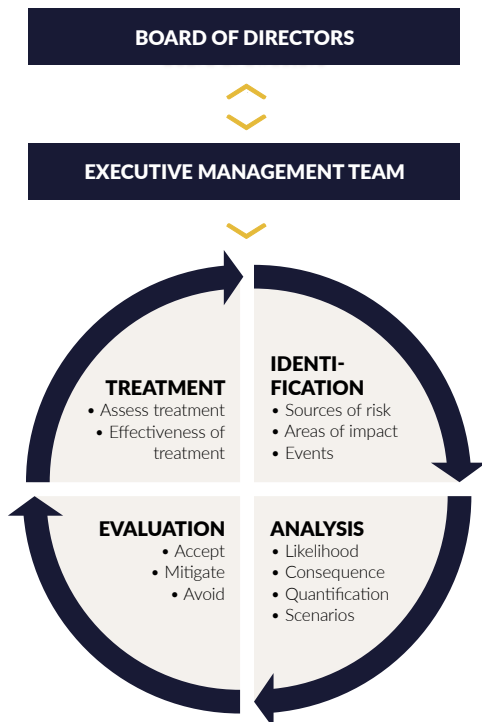 BOARD OF DIRECTORS
EXECUTIVE MANAGEMENT TEAM
TREATMENT
• Assess treatment
• Effectiveness of
treatment
IDENTI-
FICATION
• Sources of risk
• Areas of impact
• Events
EVALUATION
• Accept
• Mitigate
• Avoid
ANALYSIS
• Likelihood
• Consequence
• Quantification
• Scenarios